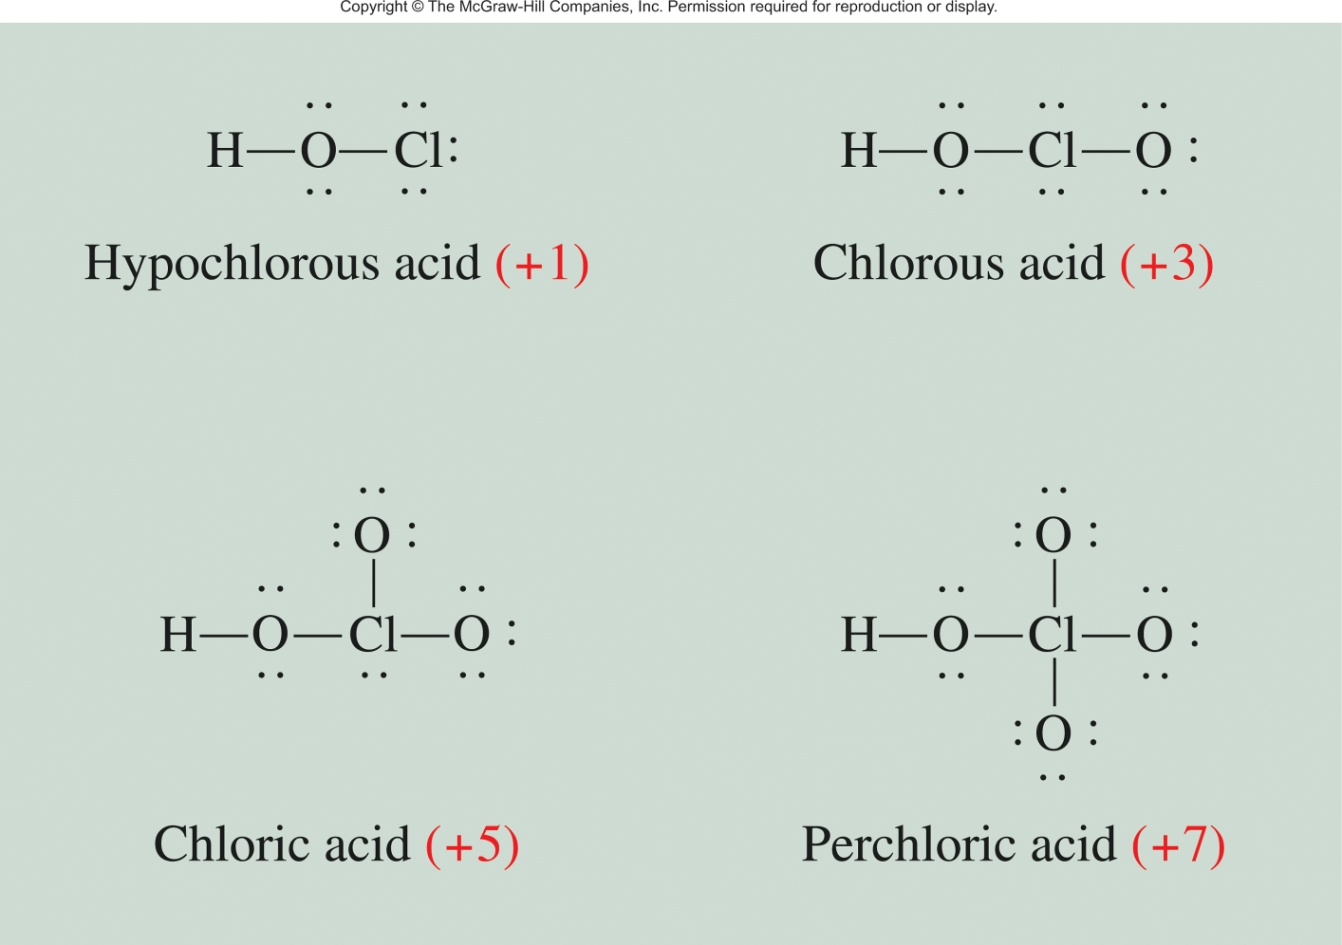 Copyright © The McGraw-Hill Companies, Inc. Permission required for reproduction or display.
H—O—Cl:
Hypochlorous acid (+1)
H—O—Cl—O:
Chlorous acid (+3)
:O:
H—O—Cl—O:
Chloric acid (+5)
:O:
H—O—Cl—O:
:O:
Perchloric acid (+7)